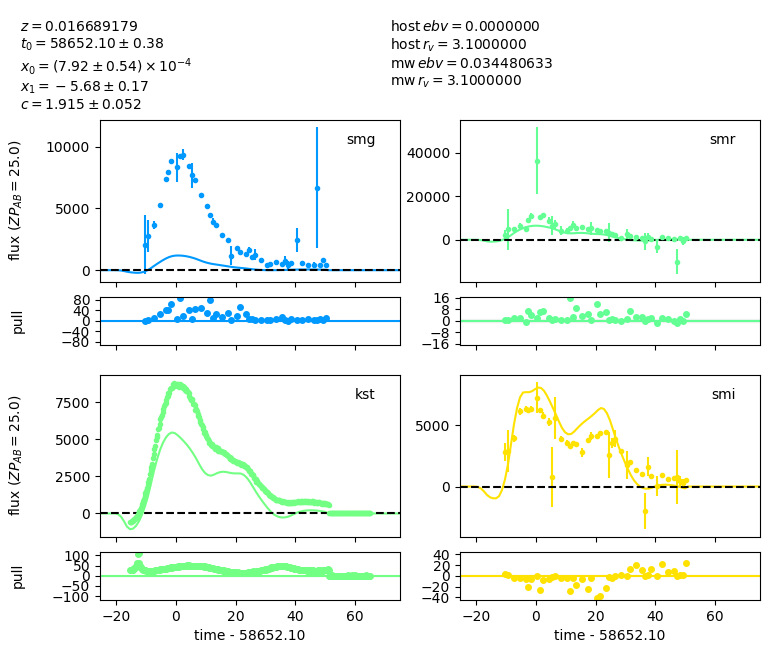 z = 0.016689179
t₀ = 58652.10 ± 0.38
x₀ = (7.92 ± 0.54) × 10⁻⁴
x₁ = −5.68 ± 0.17
c = 1.915 ± 0.052
host ebv = 0.0000000
host r_v = 3.1000000
mw ebv = 0.034480633
mw r_v = 3.1000000
smg
flux (ZP_AB = 25.0)
10000
5000
0
smr
40000
20000
0
pull
80
40
0
−40
−80
16
8
0
−8
−16
kst
flux (ZP_AB = 25.0)
7500
5000
2500
0
smi
5000
0
pull
100
50
0
−50
−100
−20 0 20 40 60
time - 58652.10
40
20
0
−20
−40
−20 0 20 40 60
time - 58652.10